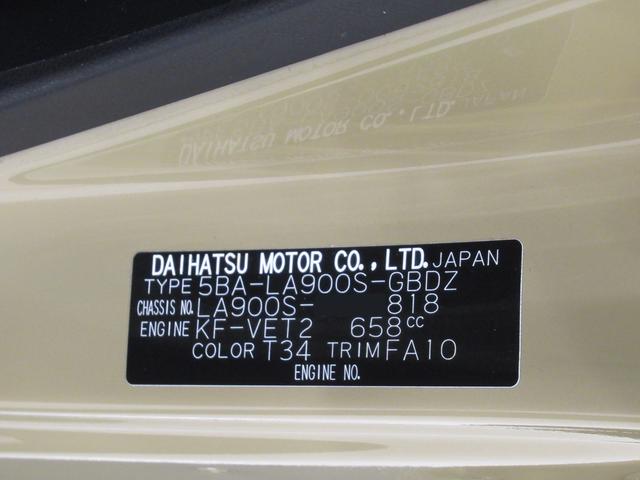 DAIHATSU MOTOR CO., LTD. JAPAN
TYPE 5BA-LA900S-GBDZ
CHASSIS NO. LA900S- 818
ENGINE KF-VET2 658cc
COLOR T34 TRIM FA10
ENGINE NO.